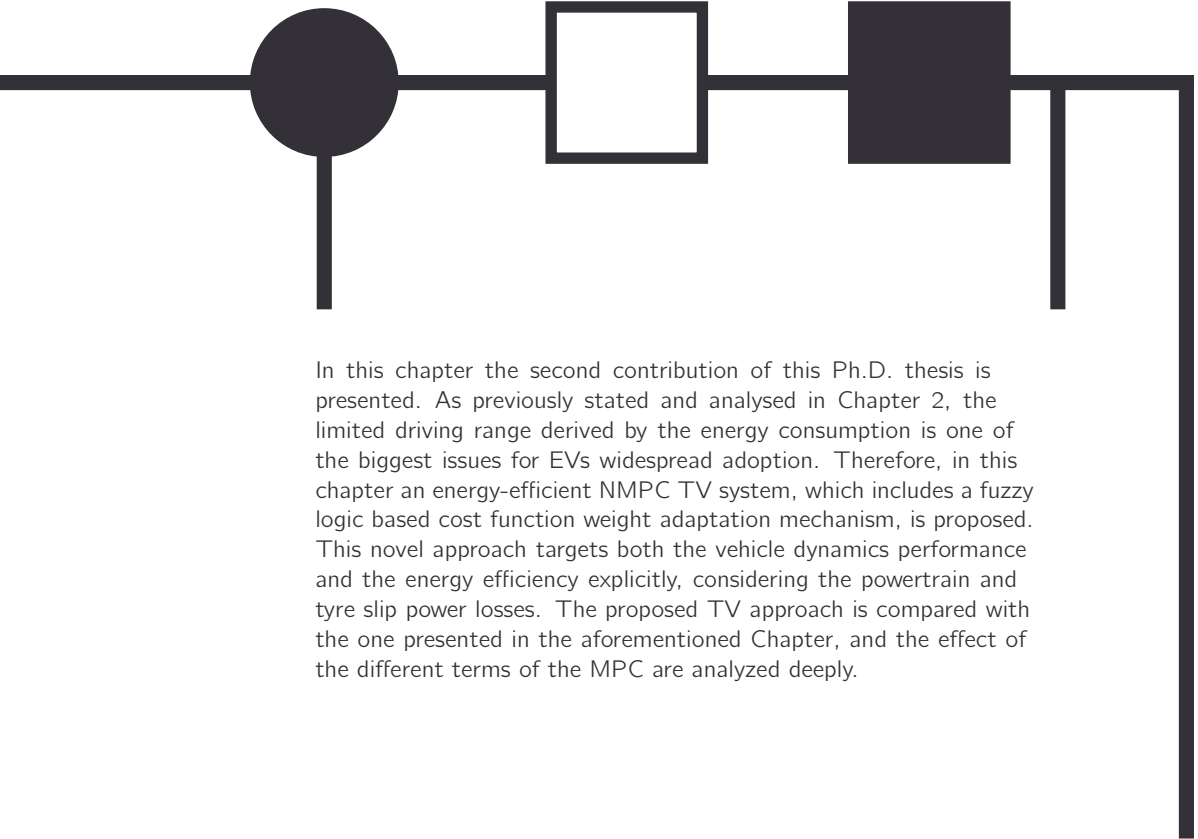 In this chapter the second contribution of this Ph.D. thesis is
presented. As previously stated and analysed in Chapter 2, the
limited driving range derived by the energy consumption is one of
the biggest issues for EVs widespread adoption. Therefore, in this
chapter an energy-efficient NMPC TV system, which includes a fuzzy
logic based cost function weight adaptation mechanism, is proposed.
This novel approach targets both the vehicle dynamics performance
and the energy efficiency explicitly, considering the powertrain and
tyre slip power losses. The proposed TV approach is compared with
the one presented in the aforementioned Chapter, and the effect of
the different terms of the MPC are analyzed deeply.